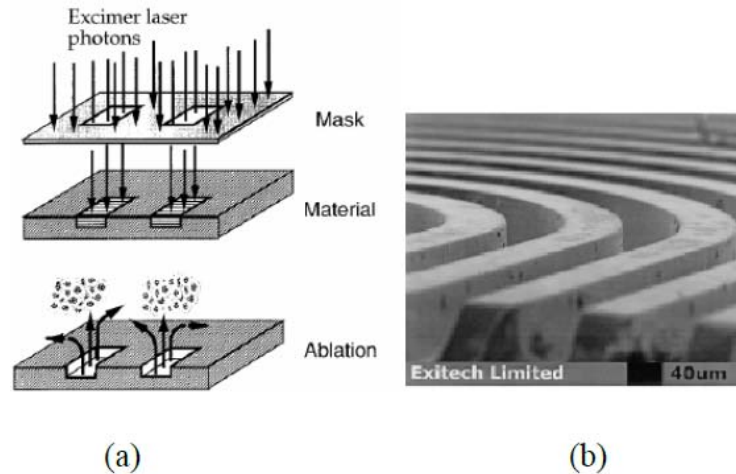 Excimer laser
photons
Mask
Material
Ablation
Exitech Limited 40um
(a)
(b)